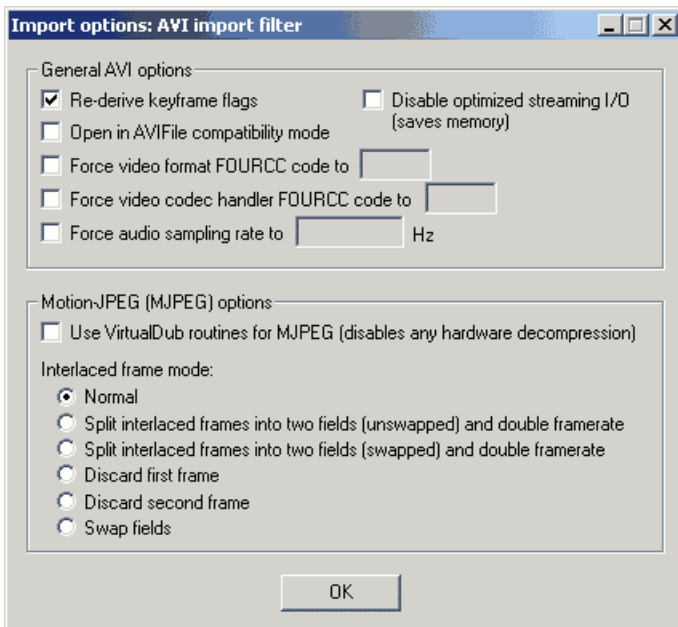 Import options: AVI import filter
General AVI options
Re-derive keyframe flags
Disable optimized streaming I/O
(saves memory)
Open in AVIFile compatibility mode
Force video format FOURCC code to
Force video codec handler FOURCC code to
Force audio sampling rate to Hz
Motion-JPEG (MJPEG) options
Use VirtualDub routines for MJPEG (disables any hardware decompression)
Interlaced frame mode:
Normal
Split interlaced frames into two fields (unswapped) and double framerate
Split interlaced frames into two fields (swapped) and double framerate
Discard first frame
Discard second frame
Swap fields
OK